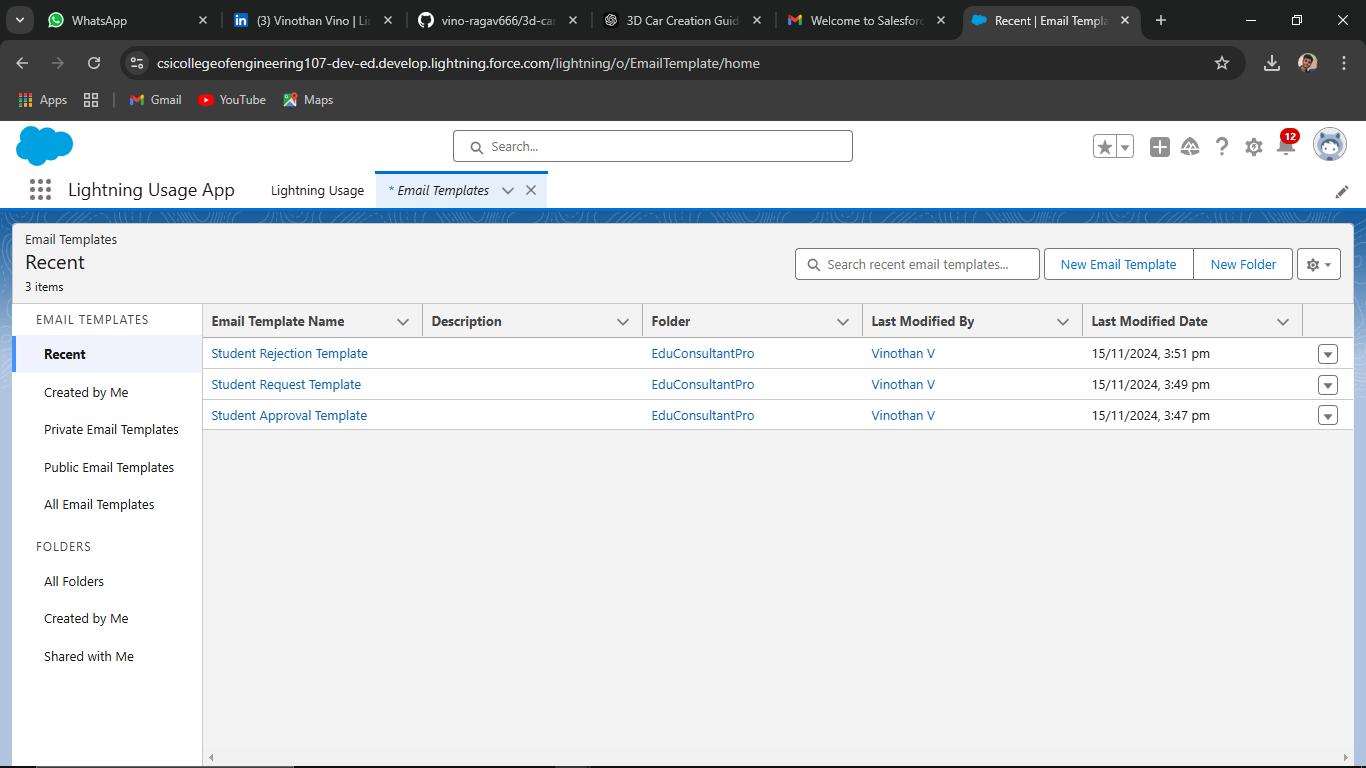 WhatsApp
(3) Vinothan Vino | Li
vino-ragav666/3d-car
3D Car Creation Guid
Welcome to Salesforc
Recent | Email Templa
csicollegeofengineering107-dev-ed.develop.lightning.force.com/lightning/o/EmailTemplate/home
Apps
Gmail
YouTube
Maps
Search...
12
Lightning Usage App
Lightning Usage
* Email Templates
Email Templates
Recent
3 items
Search recent email templates...
New Email Template
New Folder
EMAIL TEMPLATES
Recent
Created by Me
Private Email Templates
Public Email Templates
All Email Templates
FOLDERS
All Folders
Created by Me
Shared with Me
Email Template Name Description Folder Last Modified By Last Modified Date
Student Rejection Template EduConsultantPro Vinothan V 15/11/2024, 3:51 pm
Student Request Template EduConsultantPro Vinothan V 15/11/2024, 3:49 pm
Student Approval Template EduConsultantPro Vinothan V 15/11/2024, 3:47 pm